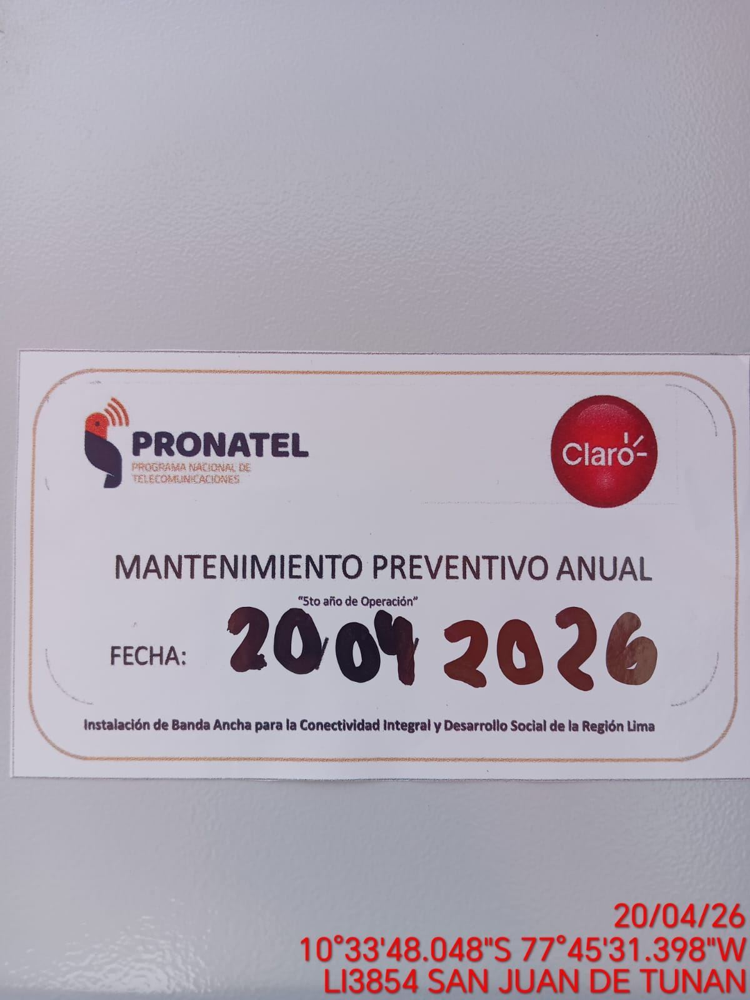 PRONATEL
PROGRAMA NACIONAL DE
TELECOMUNICACIONES
Claro
MANTENIMIENTO PREVENTIVO ANUAL
"5to año de Operación"
FECHA: 20/04/2026
Instalación de Banda Ancha para la Conectividad Integral y Desarrollo Social de la Región Lima
20/04/26
10°33'48.048"S 77°45'31.398"W
LI3854 SAN JUAN DE TUNAN